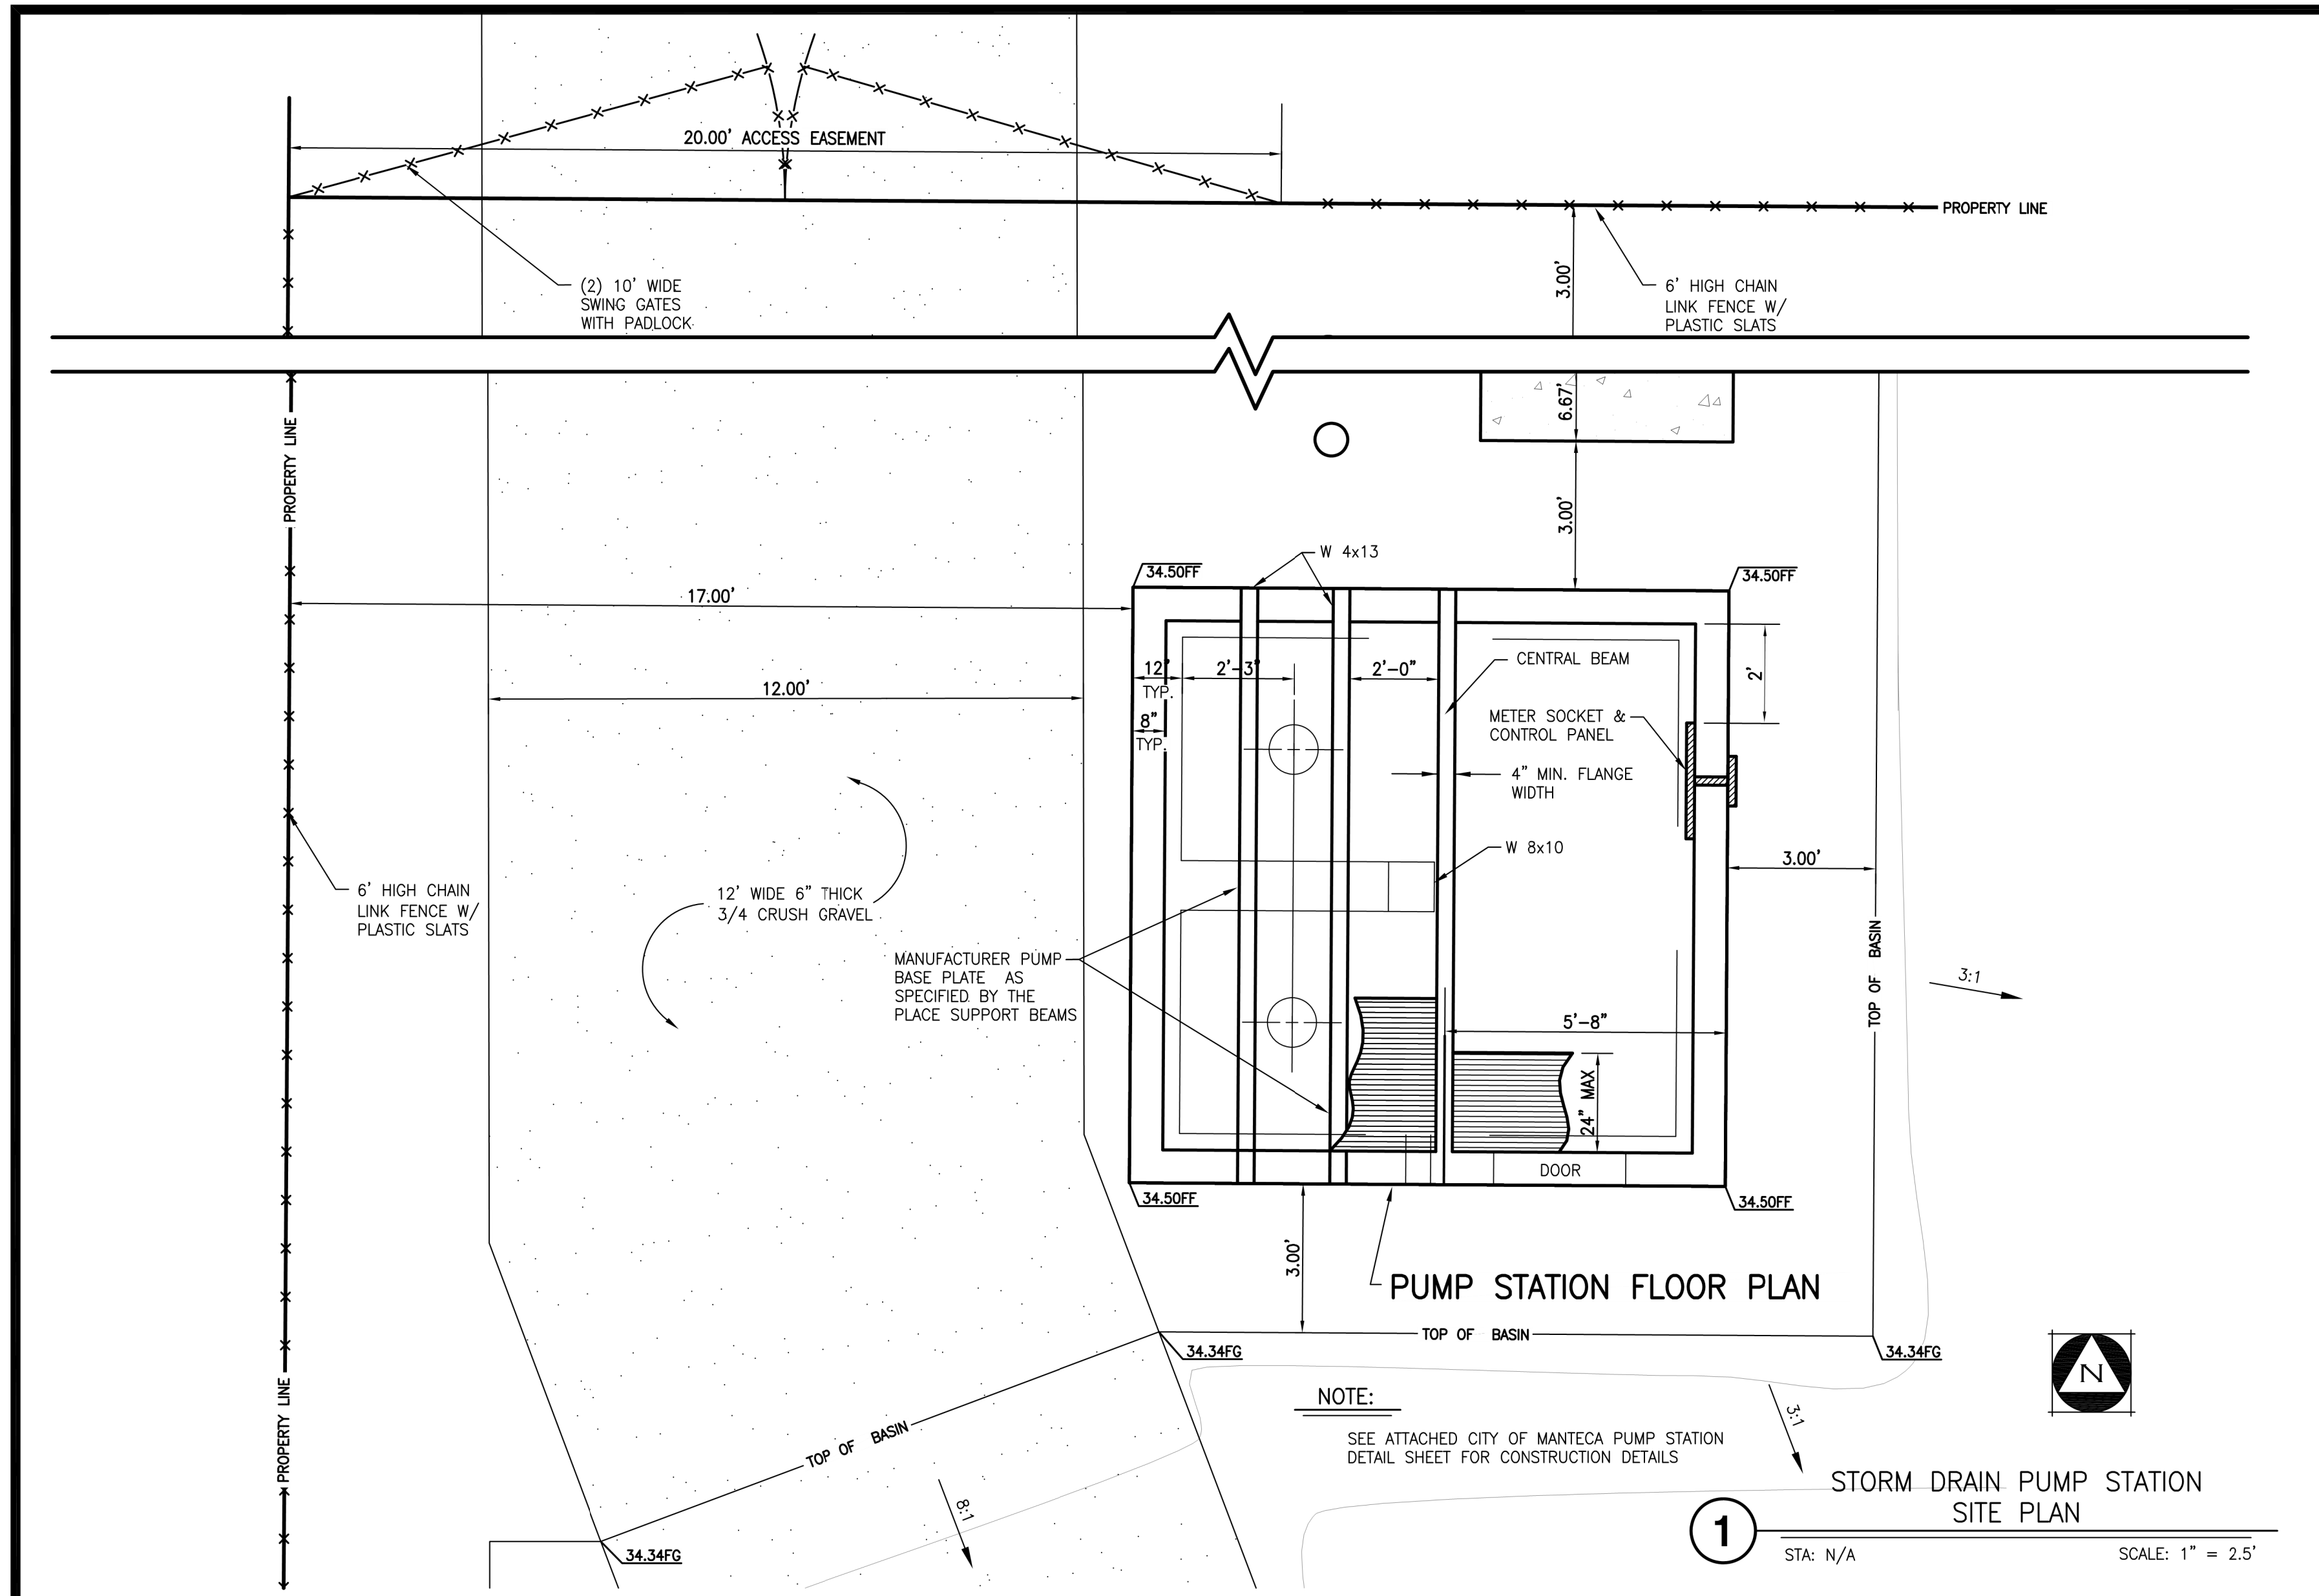 20.00' ACCESS EASEMENT
PROPERTY LINE
(2) 10' WIDE
SWING GATES
WITH PADLOCK
3.00'
6' HIGH CHAIN
LINK FENCE W/
PLASTIC SLATS
PROPERTY LINE
6.67'
3.00'
W 4x13
34.50FF
34.50FF
17.00'
12"
TYP.
2'-3"
2'-0"
CENTRAL BEAM
2'
12.00'
8"
TYP.
METER SOCKET &
CONTROL PANEL
4" MIN. FLANGE
WIDTH
W 8x10
3.00'
6' HIGH CHAIN
LINK FENCE W/
PLASTIC SLATS
12' WIDE 6" THICK
3/4 CRUSH GRAVEL
MANUFACTURER PUMP
BASE PLATE AS
SPECIFIED BY THE
PLACE SUPPORT BEAMS
TOP OF BASIN
3:1
5'-8"
24" MAX
DOOR
34.50FF
34.50FF
3.00'
PUMP STATION FLOOR PLAN
TOP OF BASIN
34.34FG
34.34FG
N
PROPERTY LINE
NOTE:
SEE ATTACHED CITY OF MANTECA PUMP STATION
DETAIL SHEET FOR CONSTRUCTION DETAILS
3:1
TOP OF BASIN
8:1
34.34FG
STORM DRAIN PUMP STATION
SITE PLAN
1
STA: N/A
SCALE: 1" = 2.5'